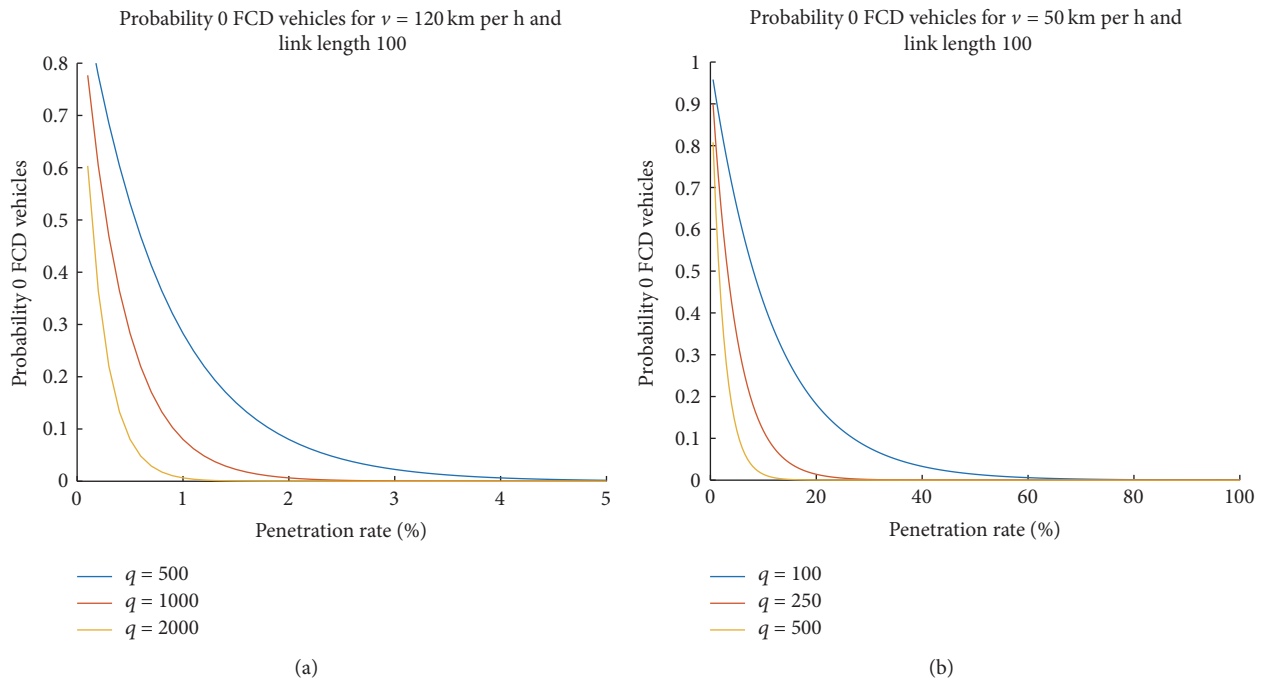 Probability 0 FCD vehicles for v = 120 km per h and
link length 100
0.8
0.7
0.6
0.5
0.4
0.3
0.2
0.1
0
Probability 0 FCD vehicles
0 1 2 3 4 5
Penetration rate (%)
q = 500
q = 1000
q = 2000
(a)
Probability 0 FCD vehicles for v = 50 km per h and
link length 100
1
0.9
0.8
0.7
0.6
0.5
0.4
0.3
0.2
0.1
0
Probability 0 FCD vehicles
0 20 40 60 80 100
Penetration rate (%)
q = 100
q = 250
q = 500
(b)